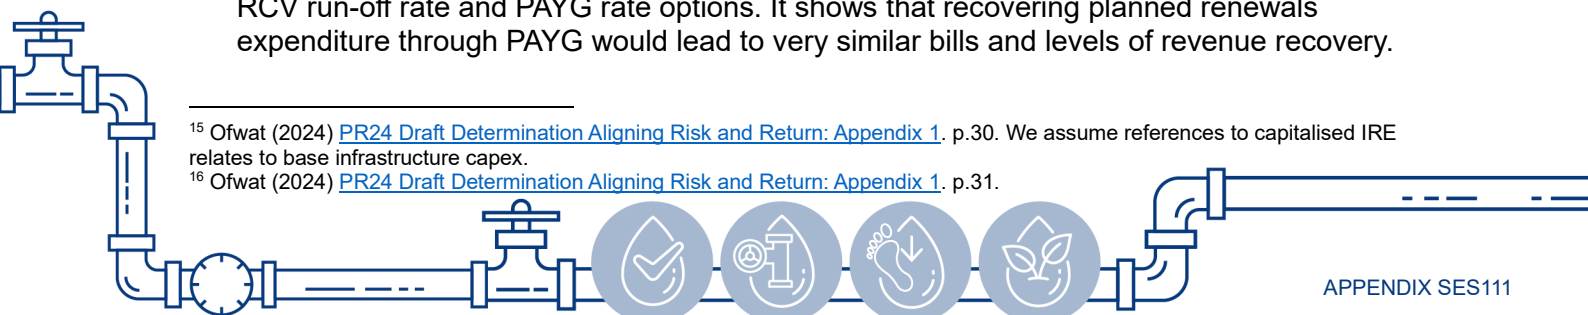 RCV run-off rate and PAYG rate options. It shows that recovering planned renewals
expenditure through PAYG would lead to very similar bills and levels of revenue recovery.
15 Ofwat (2024) PR24 Draft Determination Aligning Risk and Return: Appendix 1. p.30. We assume references to capitalised IRE
relates to base infrastructure capex.
16 Ofwat (2024) PR24 Draft Determination Aligning Risk and Return: Appendix 1. p.31.
APPENDIX SES111